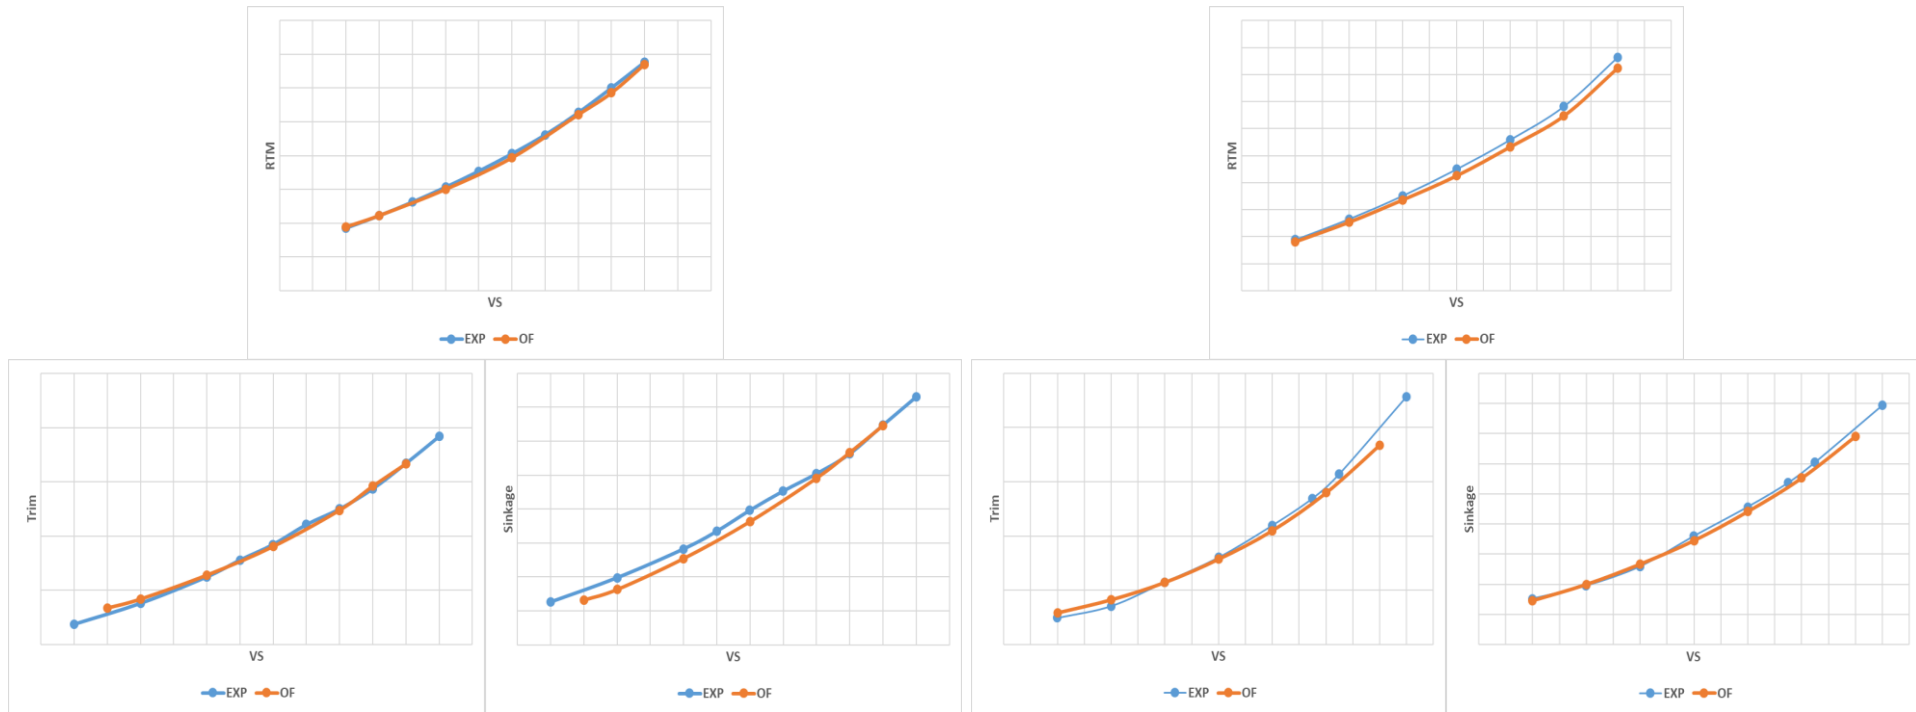 RTM
VS
EXP OF
RTM
VS
EXP OF
Trim
VS
EXP OF
Sinkage
VS
EXP OF
Trim
VS
EXP OF
Sinkage
VS
EXP OF